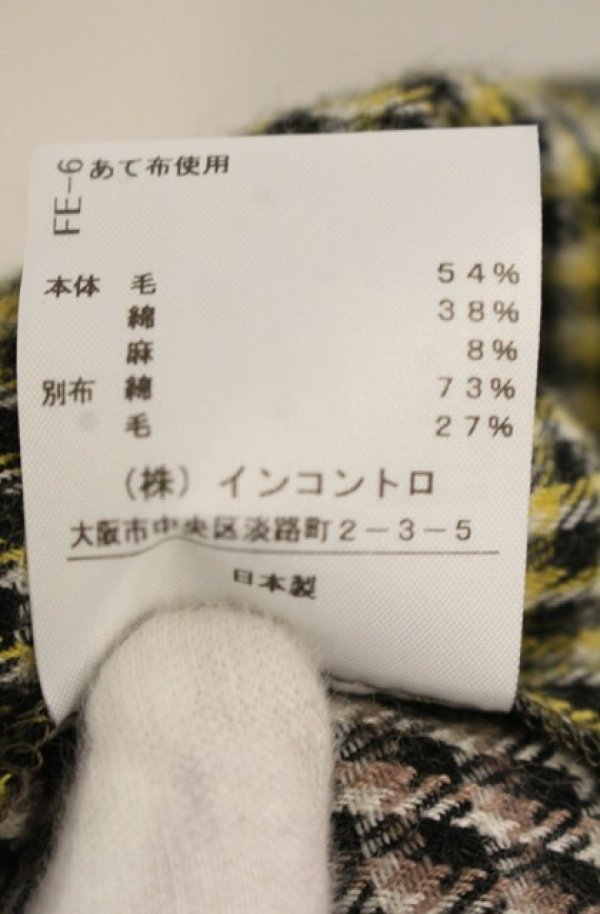 FE-6
あて布使用
本体 毛 54%
綿 38%
麻 8%
別布 綿 73%
毛 27%
（株）インコントロ
大阪市中央区淡路町2-3-5
日本製